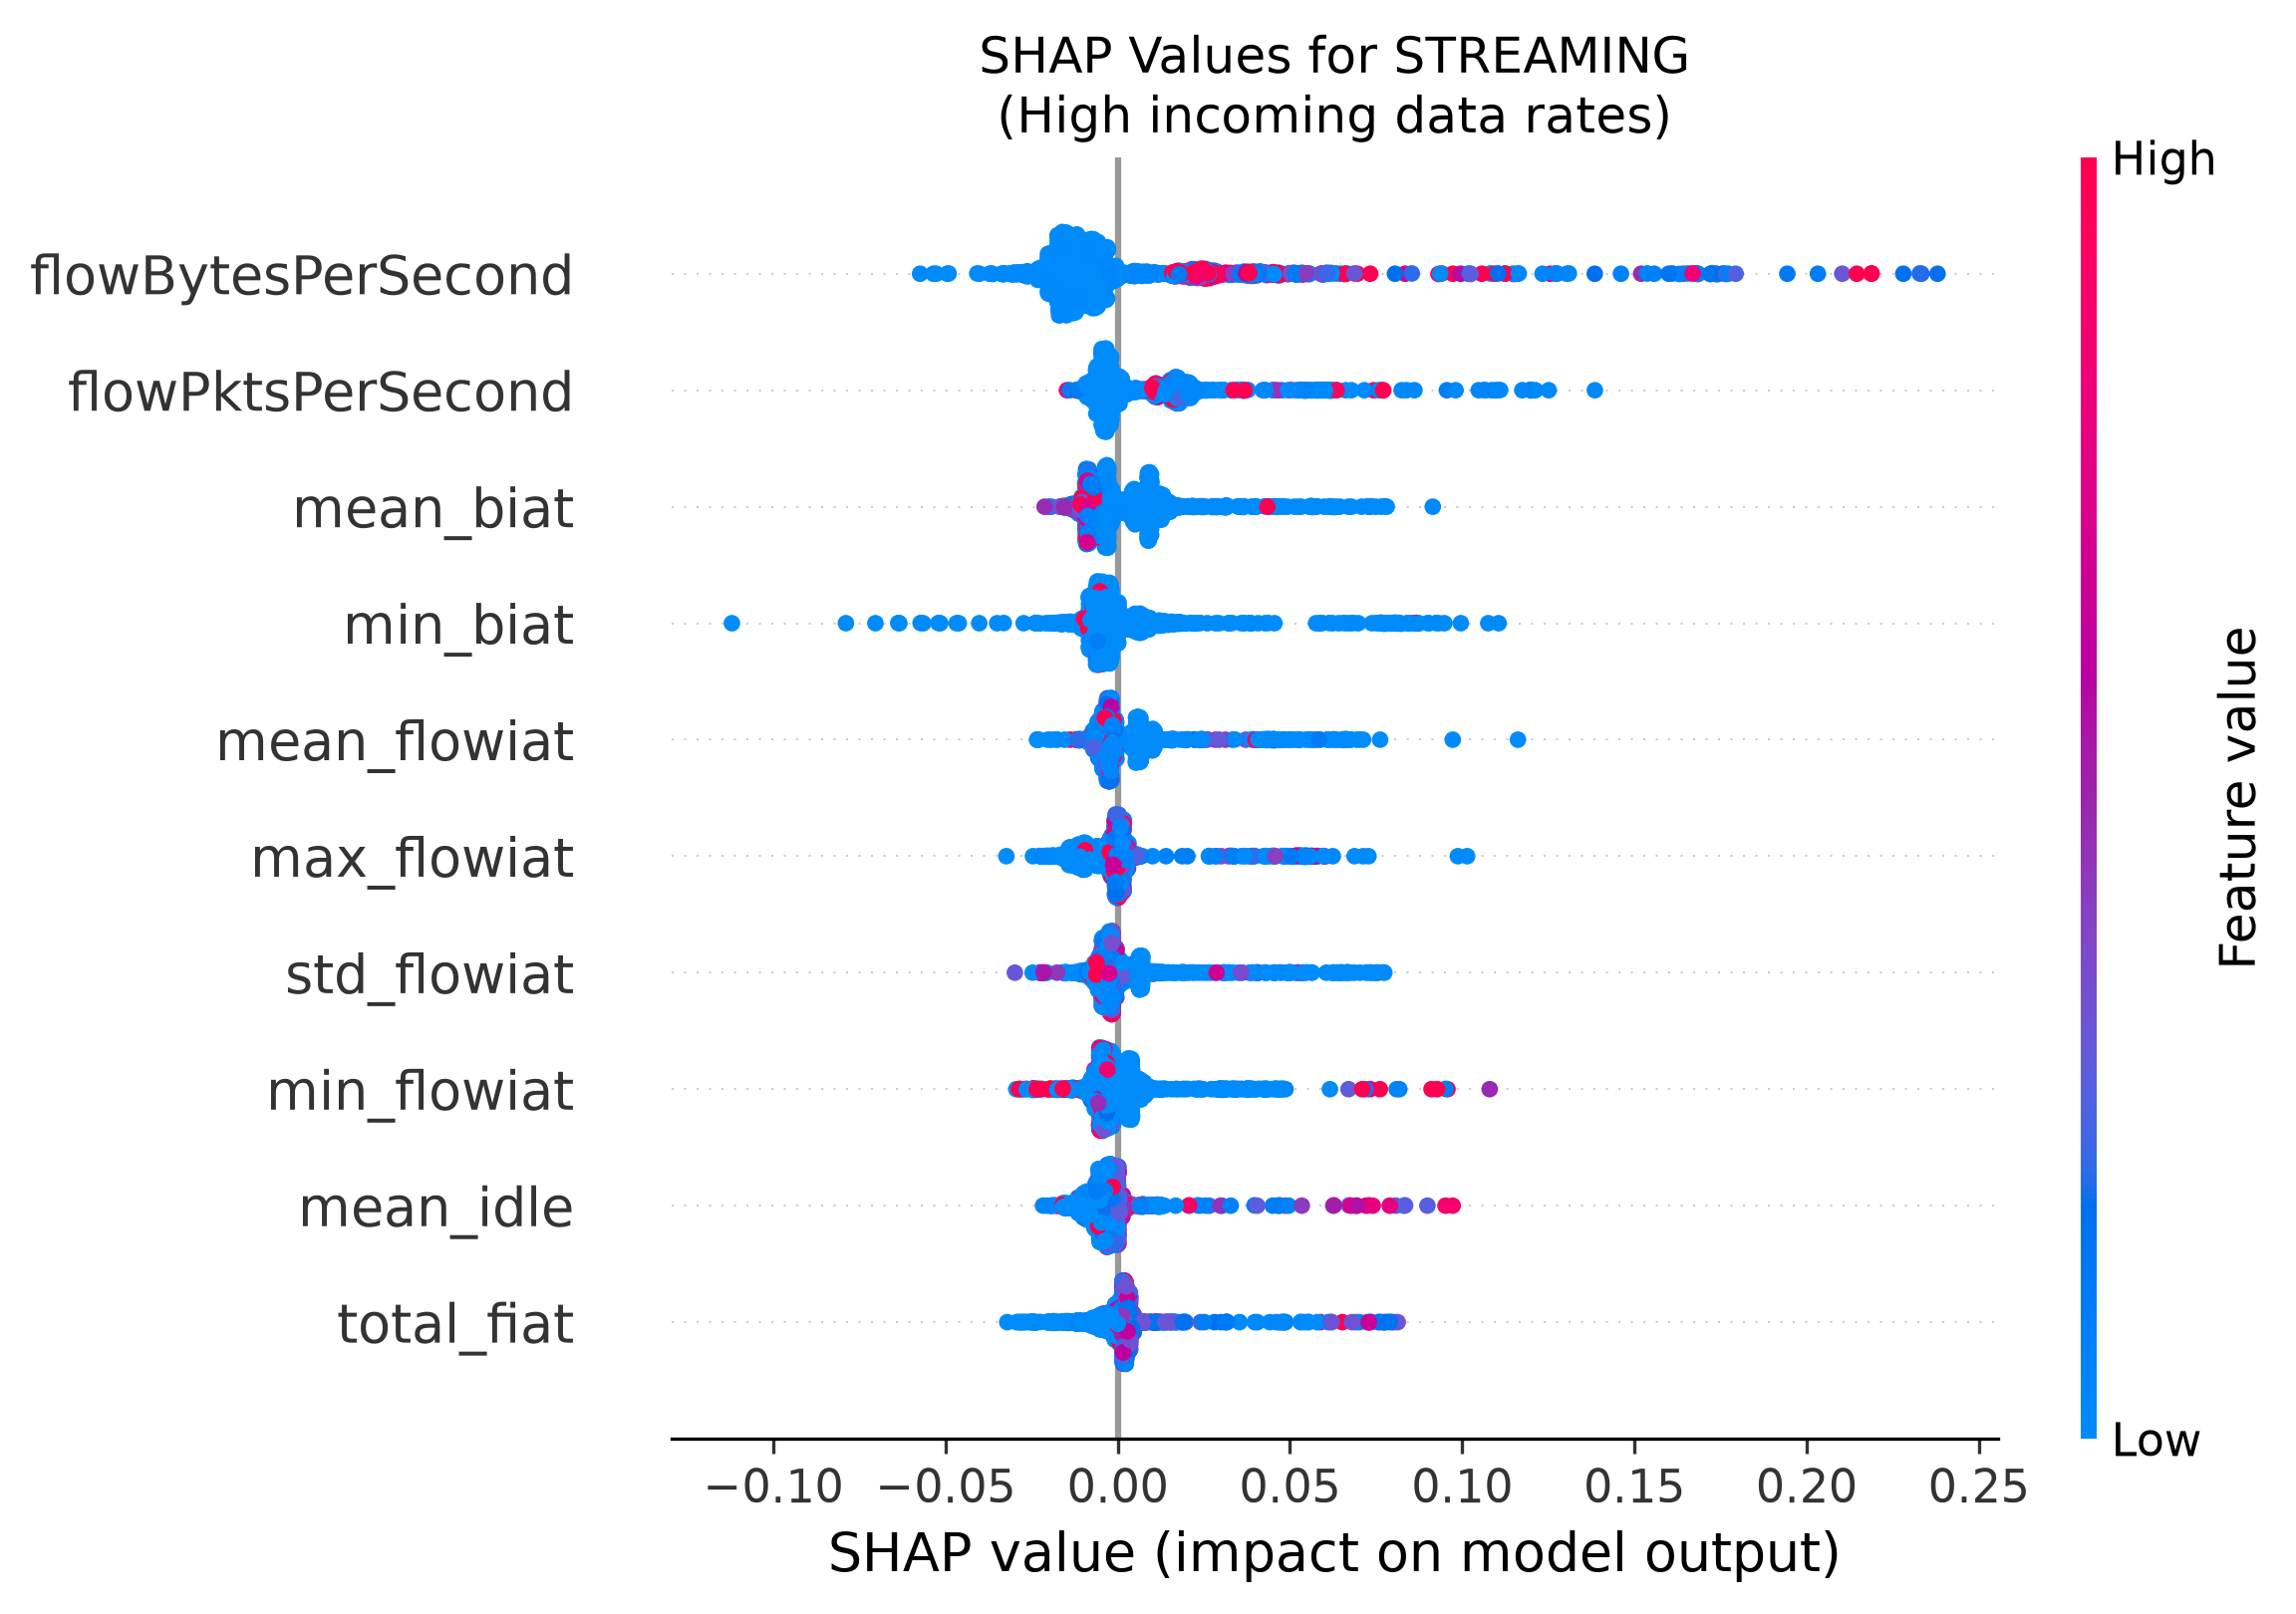 SHAP Values for STREAMING
(High incoming data rates)
High
flowBytesPerSecond
flowPktsPerSecond
mean_biat
min_biat
mean_flowiat
max_flowiat
std_flowiat
min_flowiat
mean_idle
total_fiat
Feature value
Low
−0.10 −0.05 0.00 0.05 0.10 0.15 0.20 0.25
SHAP value (impact on model output)